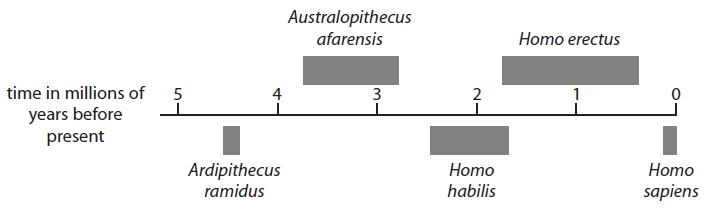 Australopithecus
afarensis
Homo erectus
time in millions of
years before
present
5 4 3 2 1 0
Ardipithecus
ramidus
Homo
habilis
Homo
sapiens